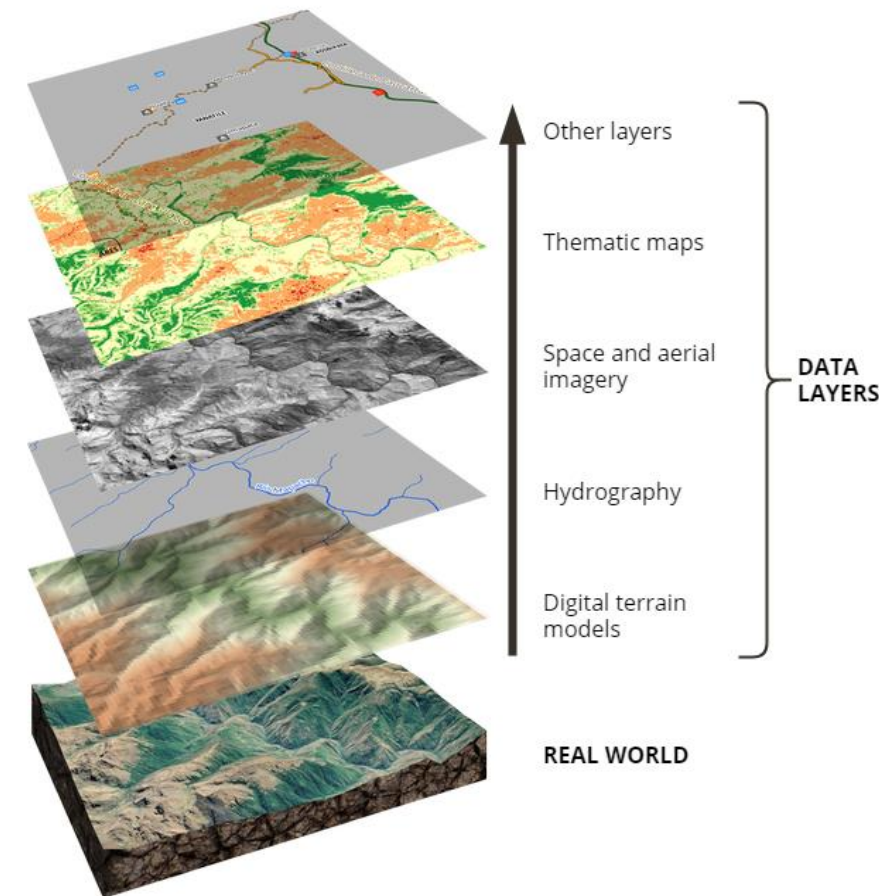 Other layers
Thematic maps
Space and aerial
imagery
DATA
LAYERS
Hydrography
Digital terrain
models
REAL WORLD